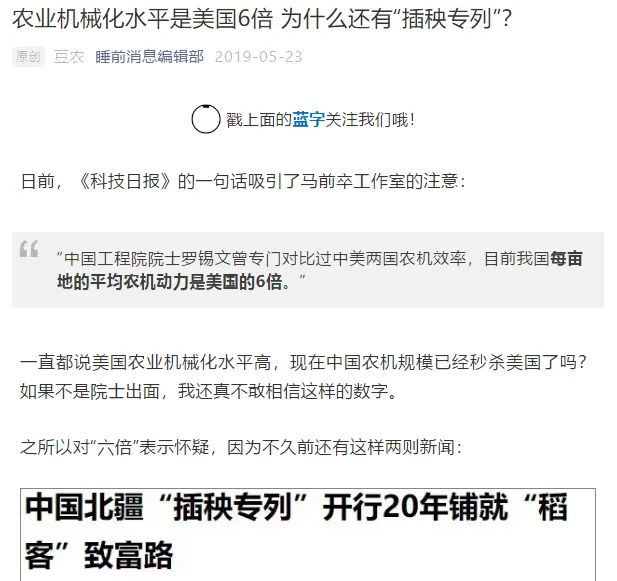 农业机械化水平是美国6倍 为什么还有“插秧专列”？
原创 豆农 睡前消息编辑部 2019-05-23
戳上面的蓝字关注我们哦！
日前，《科技日报》的一句话吸引了马前卒工作室的注意：
“中国工程院院士罗锡文曾专门对比过中美两国农机效率，目前我国每亩
地的平均农机动力是美国的6倍。”
一直都说美国农业机械化水平高，现在中国农机规模已经秒杀美国了吗？
如果不是院士出面，我还真不敢相信这样的数字。
之所以对“六倍”表示怀疑，因为不久前还有这样两则新闻：
中国北疆“插秧专列”开行20年铺就“稻
客”致富路